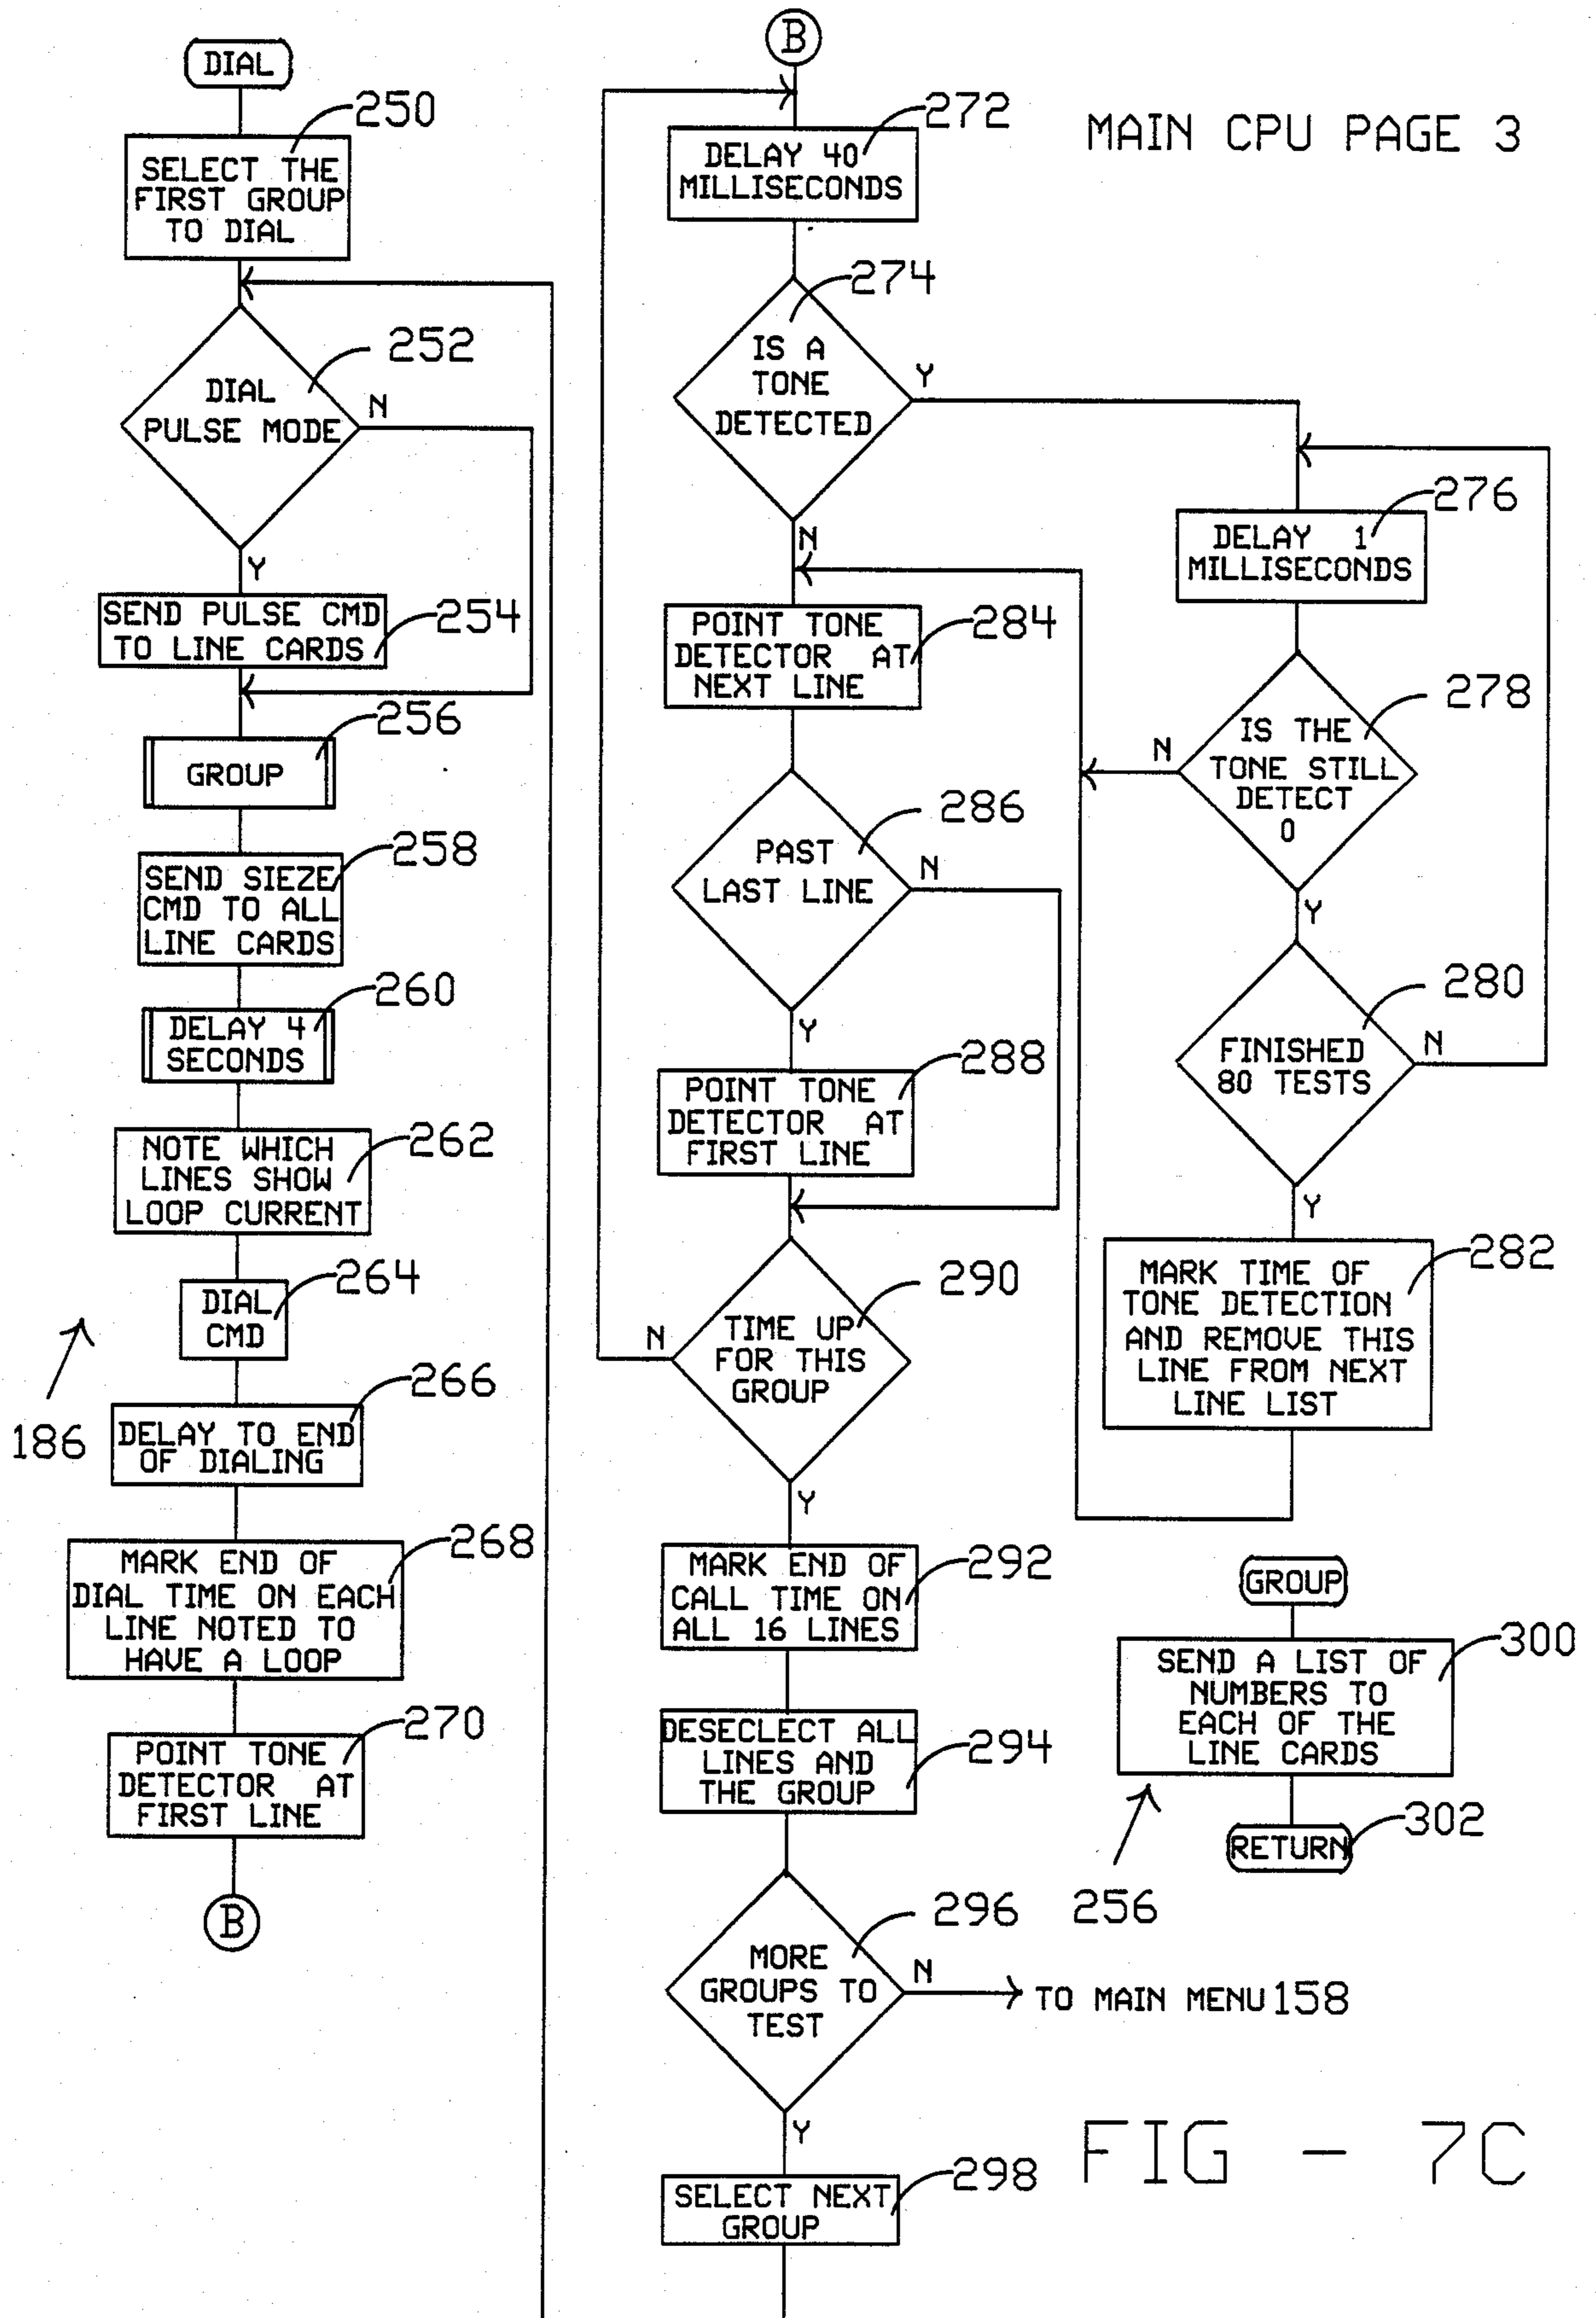 DIAL
250
SELECT THE
FIRST GROUP
TO DIAL
252
DIAL
PULSE MODE
N
Y
SEND PULSE CMD
TO LINE CARDS
254
256
GROUP
258
SEND SIEZE
CMD TO ALL
LINE CARDS
260
DELAY 4
SECONDS
262
NOTE WHICH
LINES SHOW
LOOP CURRENT
264
DIAL
CMD
186
266
DELAY TO END
OF DIALING
268
MARK END OF
DIAL TIME ON EACH
LINE NOTED TO
HAVE A LOOP
270
POINT TONE
DETECTOR AT
FIRST LINE
B
B
MAIN CPU PAGE 3
272
DELAY 40
MILLISECONDS
274
IS A
TONE
DETECTED
Y
N
284
POINT TONE
DETECTOR AT
NEXT LINE
286
PAST
LAST LINE
N
Y
288
POINT TONE
DETECTOR AT
FIRST LINE
290
TIME UP
FOR THIS
GROUP
N
Y
292
MARK END OF
CALL TIME ON
ALL 16 LINES
294
DESECLECT ALL
LINES AND
THE GROUP
296
MORE
GROUPS TO
TEST
N
TO MAIN MENU 158
Y
298
SELECT NEXT
GROUP
276
DELAY 1
MILLISECONDS
278
IS THE
TONE STILL
DETECT
0
N
Y
280
FINISHED
80 TESTS
N
Y
282
MARK TIME OF
TONE DETECTION
AND REMOVE THIS
LINE FROM NEXT
LINE LIST
GROUP
300
SEND A LIST OF
NUMBERS TO
EACH OF THE
LINE CARDS
302
RETURN
256
FIG - 7C